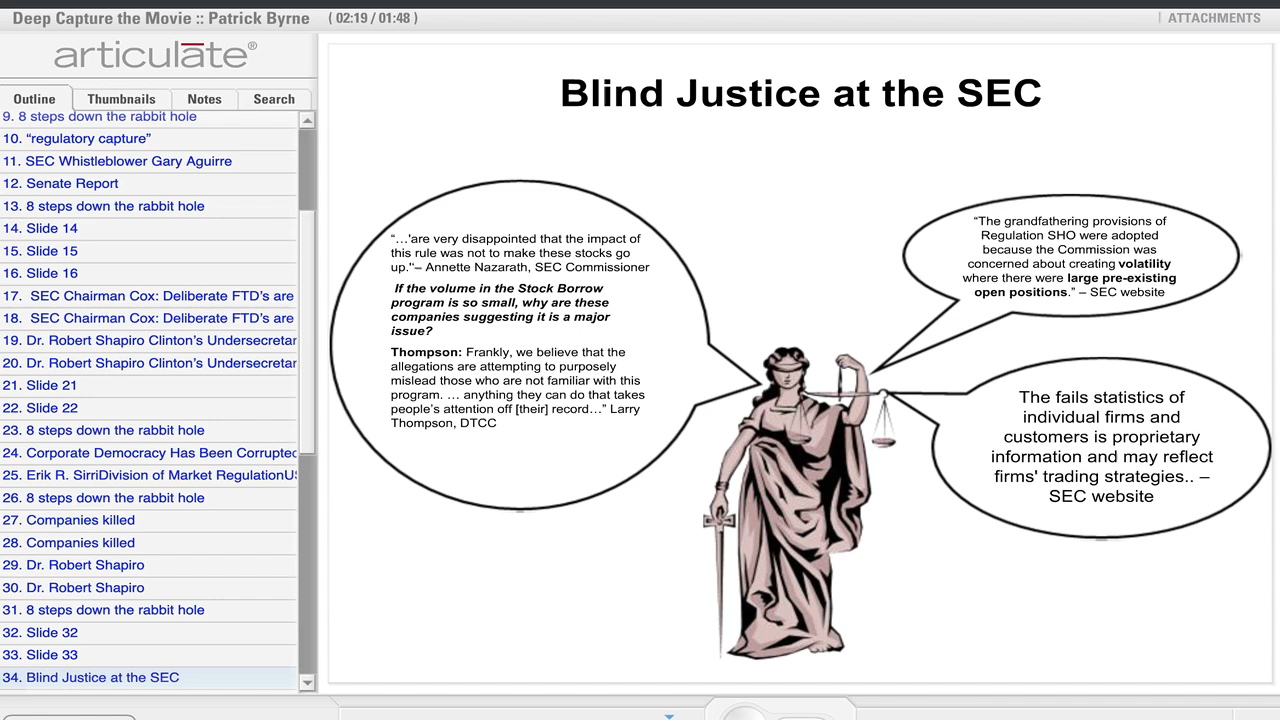 Deep Capture the Movie :: Patrick Byrne ( 02:19 / 01:48 )
ATTACHMENTS
articulate®
Outline
Thumbnails
Notes
Search
9. 8 steps down the rabbit hole
10. “regulatory capture”
11. SEC Whistleblower Gary Aguirre
12. Senate Report
13. 8 steps down the rabbit hole
14. Slide 14
15. Slide 15
16. Slide 16
17. SEC Chairman Cox: Deliberate FTD’s are
18. SEC Chairman Cox: Deliberate FTD’s are
19. Dr. Robert Shapiro Clinton’s Undersecretar
20. Dr. Robert Shapiro Clinton’s Undersecretar
21. Slide 21
22. Slide 22
23. 8 steps down the rabbit hole
24. Corporate Democracy Has Been Corrupted
25. Erik R. SirriDivision of Market RegulationUS
26. 8 steps down the rabbit hole
27. Companies killed
28. Companies killed
29. Dr. Robert Shapiro
30. Dr. Robert Shapiro
31. 8 steps down the rabbit hole
32. Slide 32
33. Slide 33
34. Blind Justice at the SEC
Blind Justice at the SEC
“…'are very disappointed that the impact of
this rule was not to make these stocks go
up.''– Annette Nazarath, SEC Commissioner
If the volume in the Stock Borrow
program is so small, why are these
companies suggesting it is a major
issue?
Thompson: Frankly, we believe that the
allegations are attempting to purposely
mislead those who are not familiar with this
program. … anything they can do that takes
people’s attention off [their] record…” Larry
Thompson, DTCC
“The grandfathering provisions of
Regulation SHO were adopted
because the Commission was
concerned about creating volatility
where there were large pre-existing
open positions.” – SEC website
The fails statistics of
individual firms and
customers is proprietary
information and may reflect
firms' trading strategies.. –
SEC website